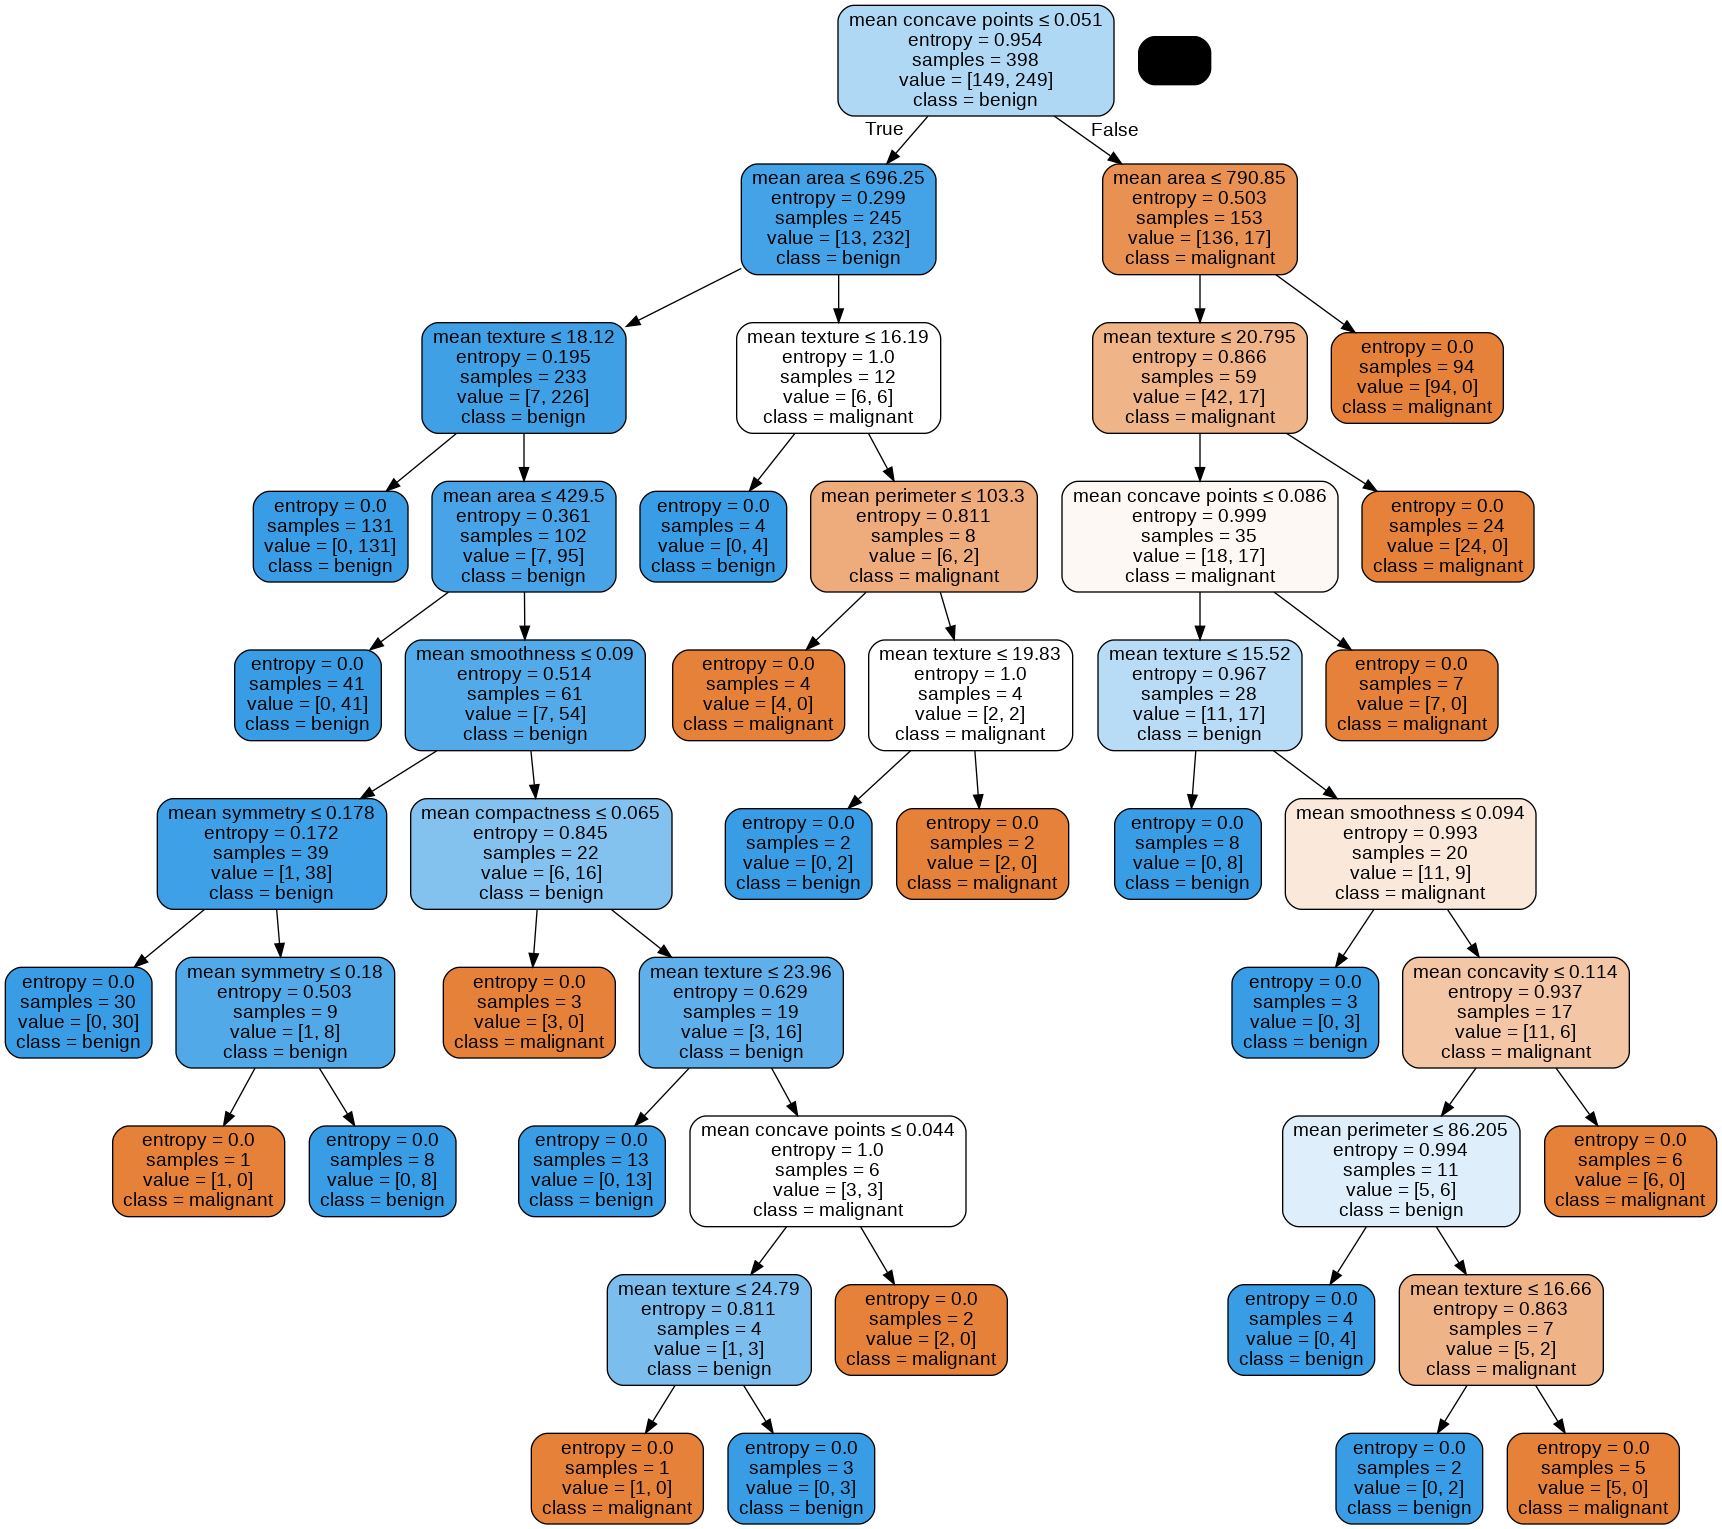 mean concave points ≤ 0.051
entropy = 0.954
samples = 398
value = [149, 249]
class = benign
True
False
mean area ≤ 696.25
entropy = 0.299
samples = 245
value = [13, 232]
class = benign
mean area ≤ 790.85
entropy = 0.503
samples = 153
value = [136, 17]
class = malignant
mean texture ≤ 18.12
entropy = 0.195
samples = 233
value = [7, 226]
class = benign
mean texture ≤ 16.19
entropy = 1.0
samples = 12
value = [6, 6]
class = malignant
mean texture ≤ 20.795
entropy = 0.866
samples = 59
value = [42, 17]
class = malignant
entropy = 0.0
samples = 94
value = [94, 0]
class = malignant
entropy = 0.0
samples = 131
value = [0, 131]
class = benign
mean area ≤ 429.5
entropy = 0.361
samples = 102
value = [7, 95]
class = benign
entropy = 0.0
samples = 4
value = [0, 4]
class = benign
mean perimeter ≤ 103.3
entropy = 0.811
samples = 8
value = [6, 2]
class = malignant
mean concave points ≤ 0.086
entropy = 0.999
samples = 35
value = [18, 17]
class = malignant
entropy = 0.0
samples = 24
value = [24, 0]
class = malignant
entropy = 0.0
samples = 41
value = [0, 41]
class = benign
mean smoothness ≤ 0.09
entropy = 0.514
samples = 61
value = [7, 54]
class = benign
entropy = 0.0
samples = 4
value = [4, 0]
class = malignant
mean texture ≤ 19.83
entropy = 1.0
samples = 4
value = [2, 2]
class = malignant
mean texture ≤ 15.52
entropy = 0.967
samples = 28
value = [11, 17]
class = benign
entropy = 0.0
samples = 7
value = [7, 0]
class = malignant
mean symmetry ≤ 0.178
entropy = 0.172
samples = 39
value = [1, 38]
class = benign
mean compactness ≤ 0.065
entropy = 0.845
samples = 22
value = [6, 16]
class = benign
entropy = 0.0
samples = 2
value = [0, 2]
class = benign
entropy = 0.0
samples = 2
value = [2, 0]
class = malignant
entropy = 0.0
samples = 8
value = [0, 8]
class = benign
mean smoothness ≤ 0.094
entropy = 0.993
samples = 20
value = [11, 9]
class = malignant
entropy = 0.0
samples = 30
value = [0, 30]
class = benign
mean symmetry ≤ 0.18
entropy = 0.503
samples = 9
value = [1, 8]
class = benign
entropy = 0.0
samples = 3
value = [3, 0]
class = malignant
mean texture ≤ 23.96
entropy = 0.629
samples = 19
value = [3, 16]
class = benign
entropy = 0.0
samples = 3
value = [0, 3]
class = benign
mean concavity ≤ 0.114
entropy = 0.937
samples = 17
value = [11, 6]
class = malignant
entropy = 0.0
samples = 1
value = [1, 0]
class = malignant
entropy = 0.0
samples = 8
value = [0, 8]
class = benign
entropy = 0.0
samples = 13
value = [0, 13]
class = benign
mean concave points ≤ 0.044
entropy = 1.0
samples = 6
value = [3, 3]
class = malignant
mean perimeter ≤ 86.205
entropy = 0.994
samples = 11
value = [5, 6]
class = benign
entropy = 0.0
samples = 6
value = [6, 0]
class = malignant
mean texture ≤ 24.79
entropy = 0.811
samples = 4
value = [1, 3]
class = benign
entropy = 0.0
samples = 2
value = [2, 0]
class = malignant
entropy = 0.0
samples = 4
value = [0, 4]
class = benign
mean texture ≤ 16.66
entropy = 0.863
samples = 7
value = [5, 2]
class = malignant
entropy = 0.0
samples = 1
value = [1, 0]
class = malignant
entropy = 0.0
samples = 3
value = [0, 3]
class = benign
entropy = 0.0
samples = 2
value = [0, 2]
class = benign
entropy = 0.0
samples = 5
value = [5, 0]
class = malignant